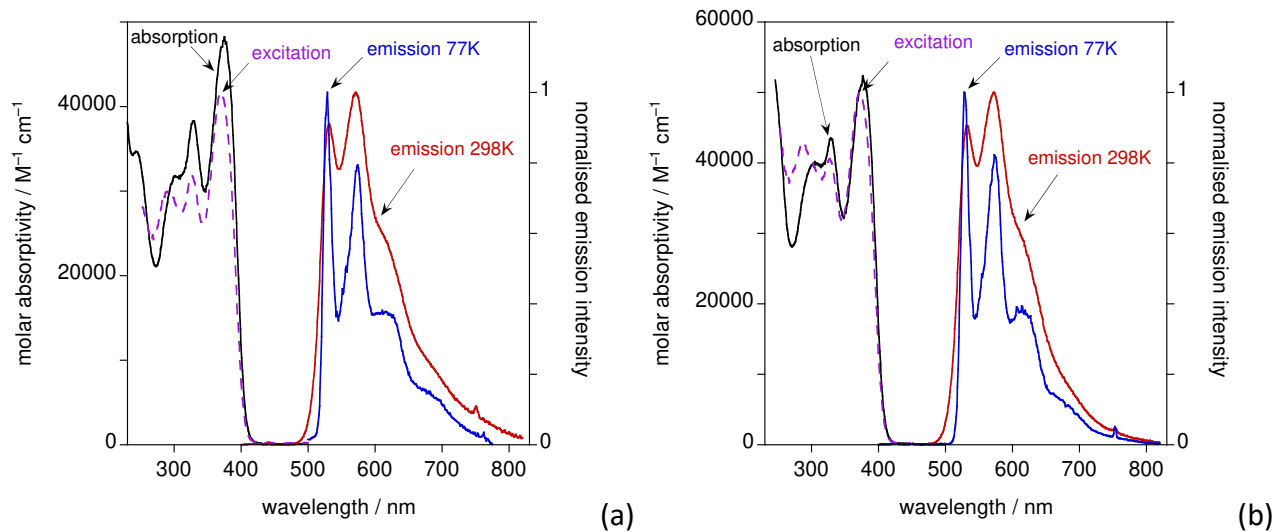 absorption
excitation
emission 77K
emission 298K
40000
20000
0
molar absorptivity / M⁻¹ cm⁻¹
1
0
normalised emission intensity
300 400 500 600 700 800
wavelength / nm
(a)
60000
absorption
excitation
emission 77K
emission 298K
40000
20000
0
molar absorptivity / M⁻¹ cm⁻¹
1
0
normalised emission intensity
300 400 500 600 700 800
wavelength / nm
(b)